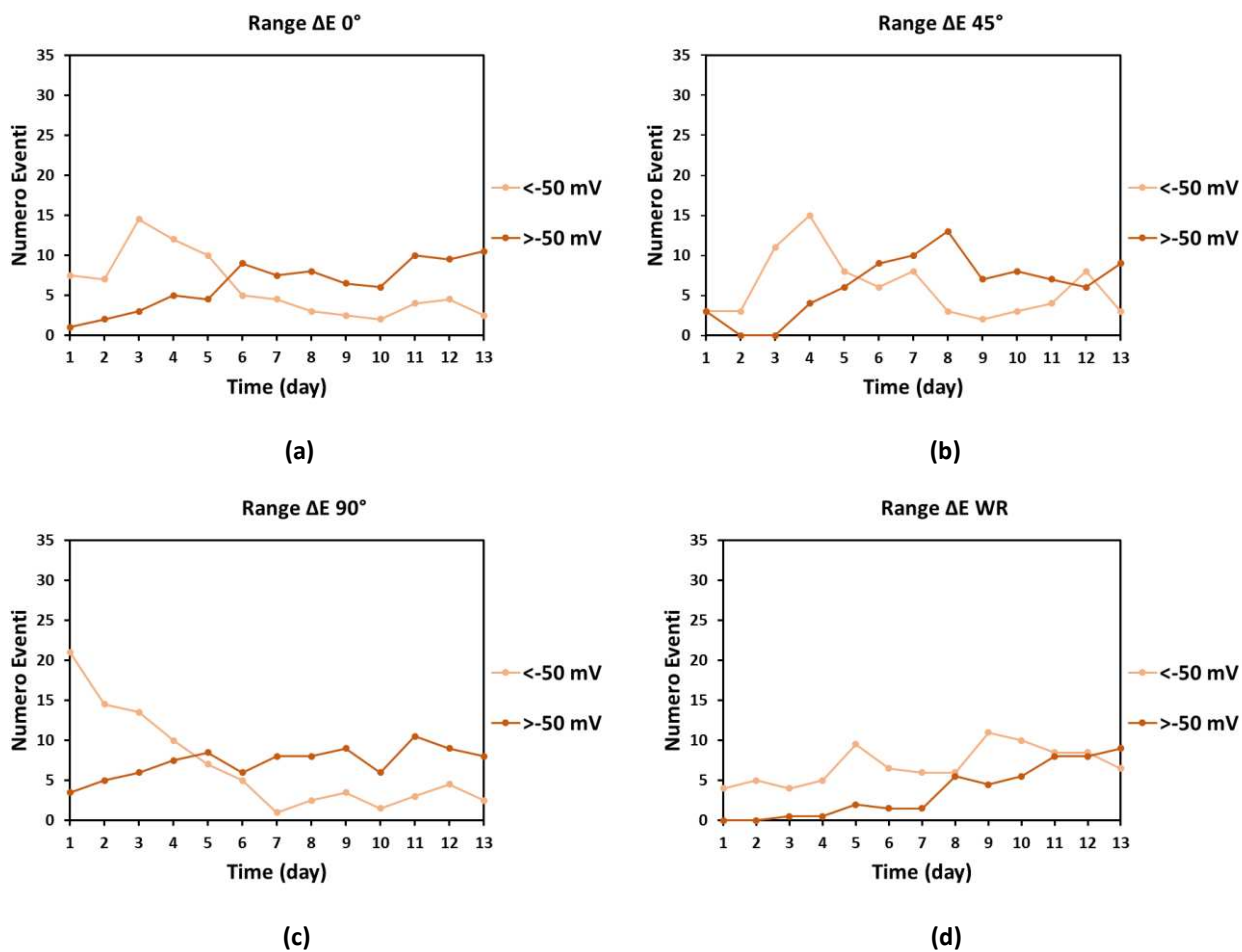 Range ΔE 0°
35
30
25
20
15
10
5
0
Numero Eventi
1 2 3 4 5 6 7 8 9 10 11 12 13
Time (day)
<-50 mV
>-50 mV
(a)
Range ΔE 45°
35
30
25
20
15
10
5
0
Numero Eventi
1 2 3 4 5 6 7 8 9 10 11 12 13
Time (day)
<-50 mV
>-50 mV
(b)
Range ΔE 90°
35
30
25
20
15
10
5
0
Numero Eventi
1 2 3 4 5 6 7 8 9 10 11 12 13
Time (day)
<-50 mV
>-50 mV
(c)
Range ΔE WR
35
30
25
20
15
10
5
0
Numero Eventi
1 2 3 4 5 6 7 8 9 10 11 12 13
Time (day)
<-50 mV
>-50 mV
(d)